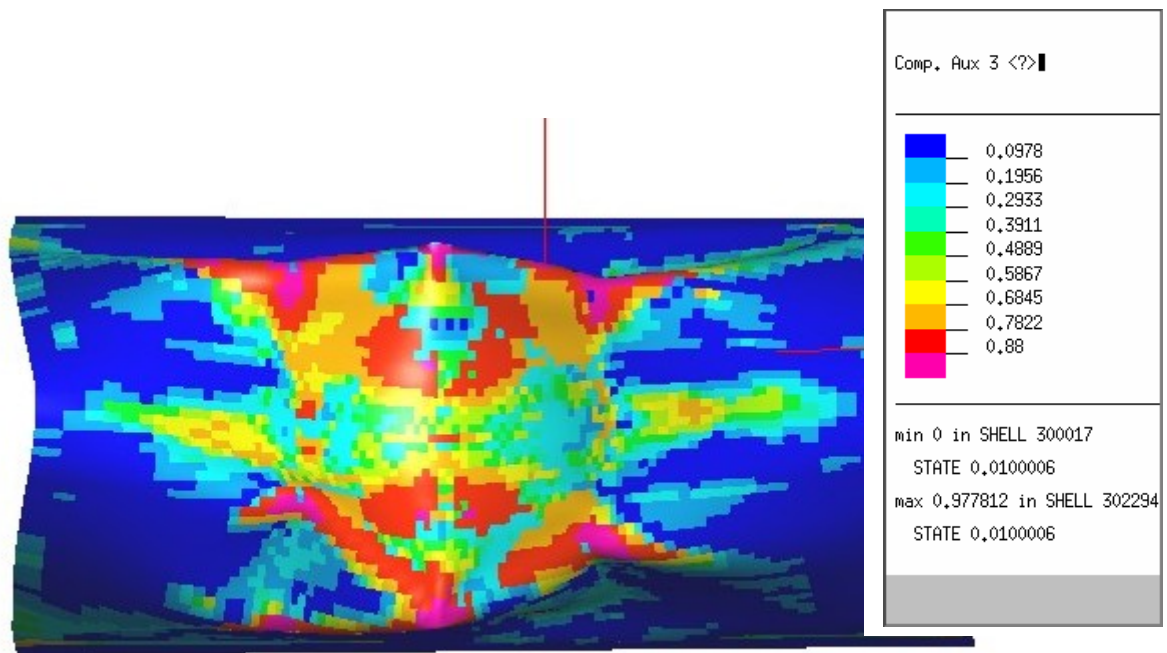 Comp. Aux 3 <?>
0.0978
0.1956
0.2933
0.3911
0.4889
0.5867
0.6845
0.7822
0.88
min 0 in SHELL 300017
STATE 0.0100006
max 0.977812 in SHELL 302294
STATE 0.0100006